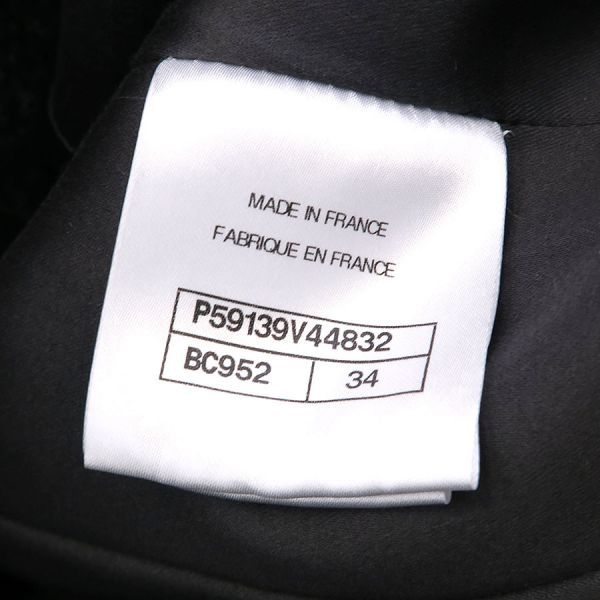 MADE IN FRANCE
FABRIQUE EN FRANCE
P59139V44832
BC952 34